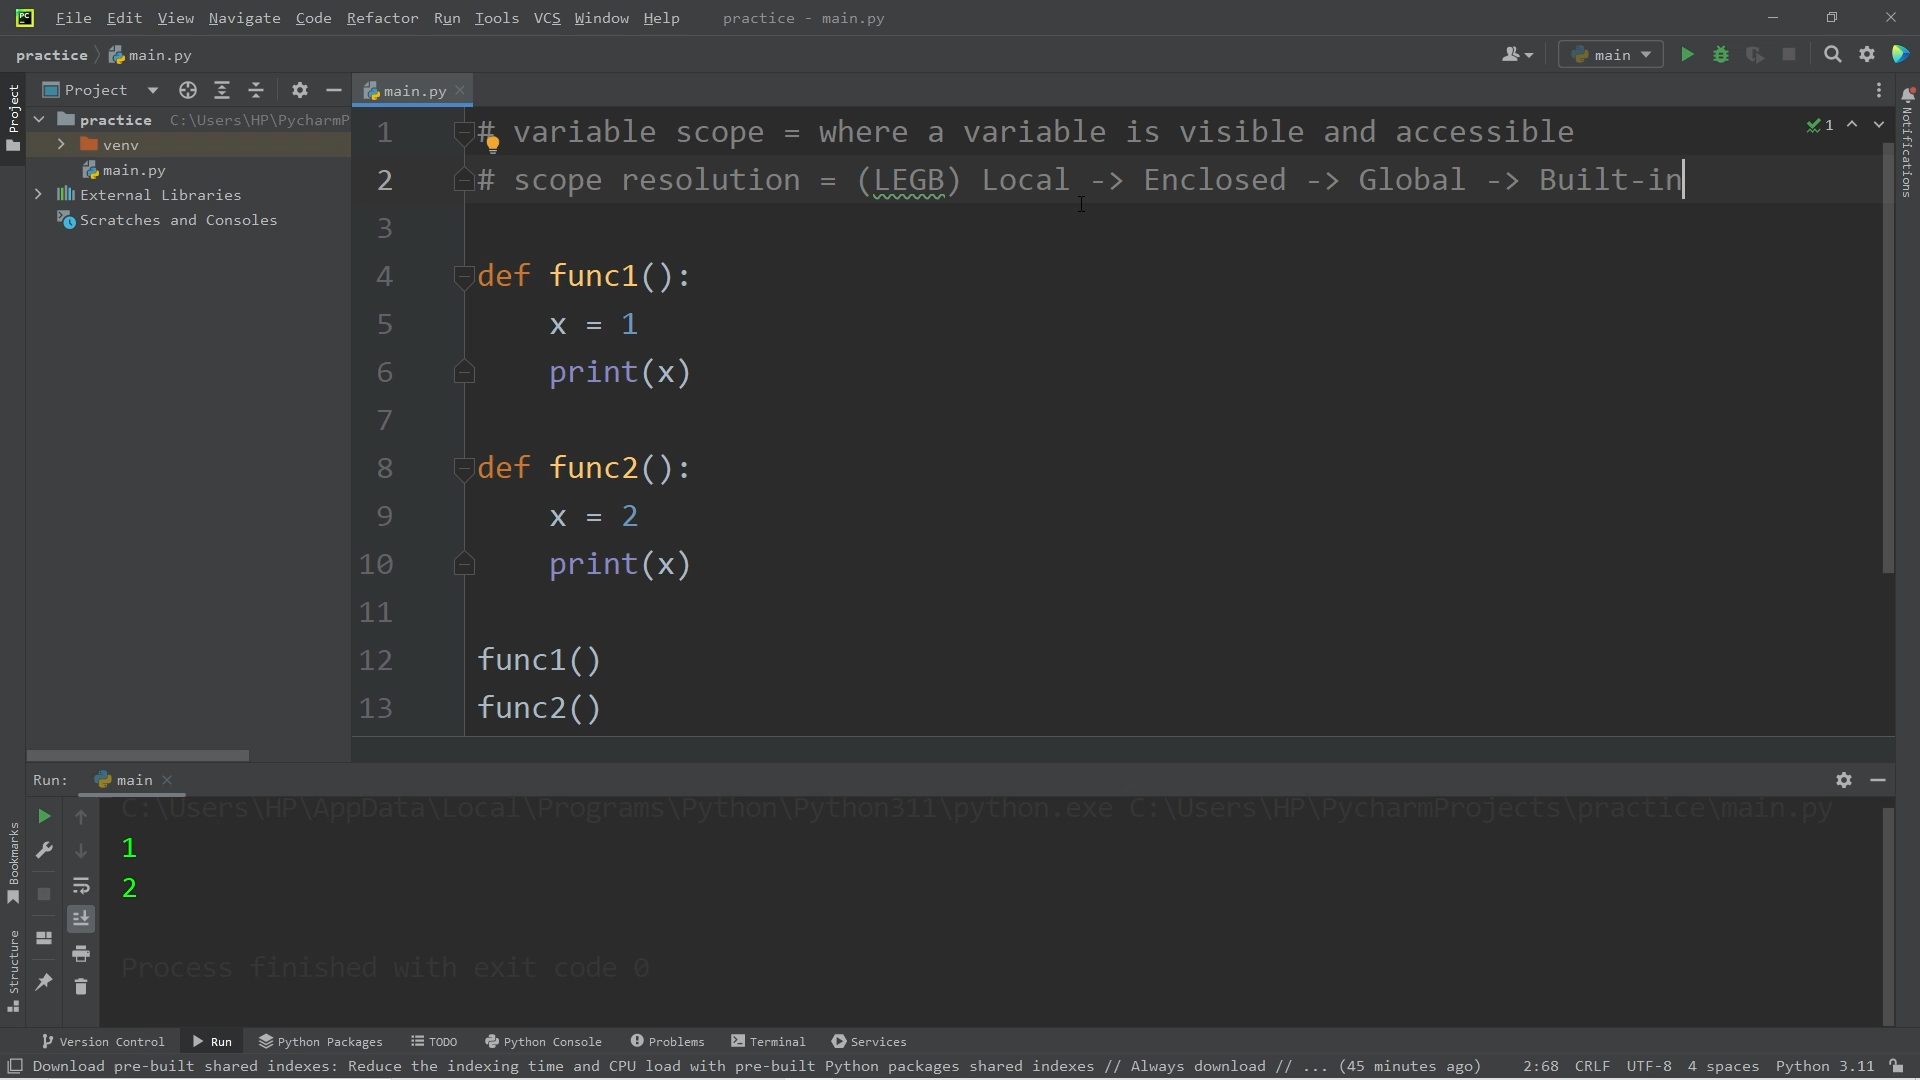 File Edit View Navigate Code Refactor Run Tools VCS Window Help practice - main.py
practice main.py main
Project main.py
Project
practice C:\Users\HP\PycharmP
venv
main.py
External Libraries
Scratches and Consoles
1 # variable scope = where a variable is visible and accessible
2 # scope resolution = (LEGB) Local -> Enclosed -> Global -> Built-in
3
4 def func1():
5 x = 1
6 print(x)
7
8 def func2():
9 x = 2
10 print(x)
11
12 func1()
13 func2()
1
Notifications
Run: main
C:\Users\HP\AppData\Local\Programs\Python\Python311\python.exe C:\Users\HP\PycharmProjects\practice\main.py
1
2
Process finished with exit code 0
Bookmarks
Structure
Version Control Run Python Packages TODO Python Console Problems Terminal Services
Download pre-built shared indexes: Reduce the indexing time and CPU load with pre-built Python packages shared indexes // Always download // ... (45 minutes ago) 2:68 CRLF UTF-8 4 spaces Python 3.11